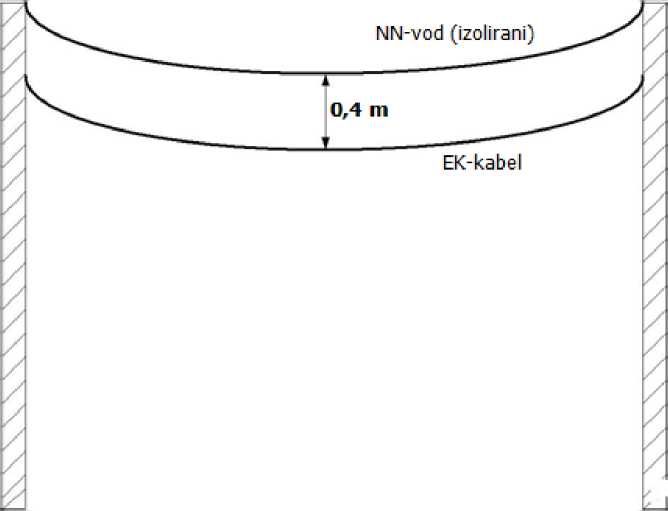 NN-vod (izolirani)
0,4 m
EK-kabel